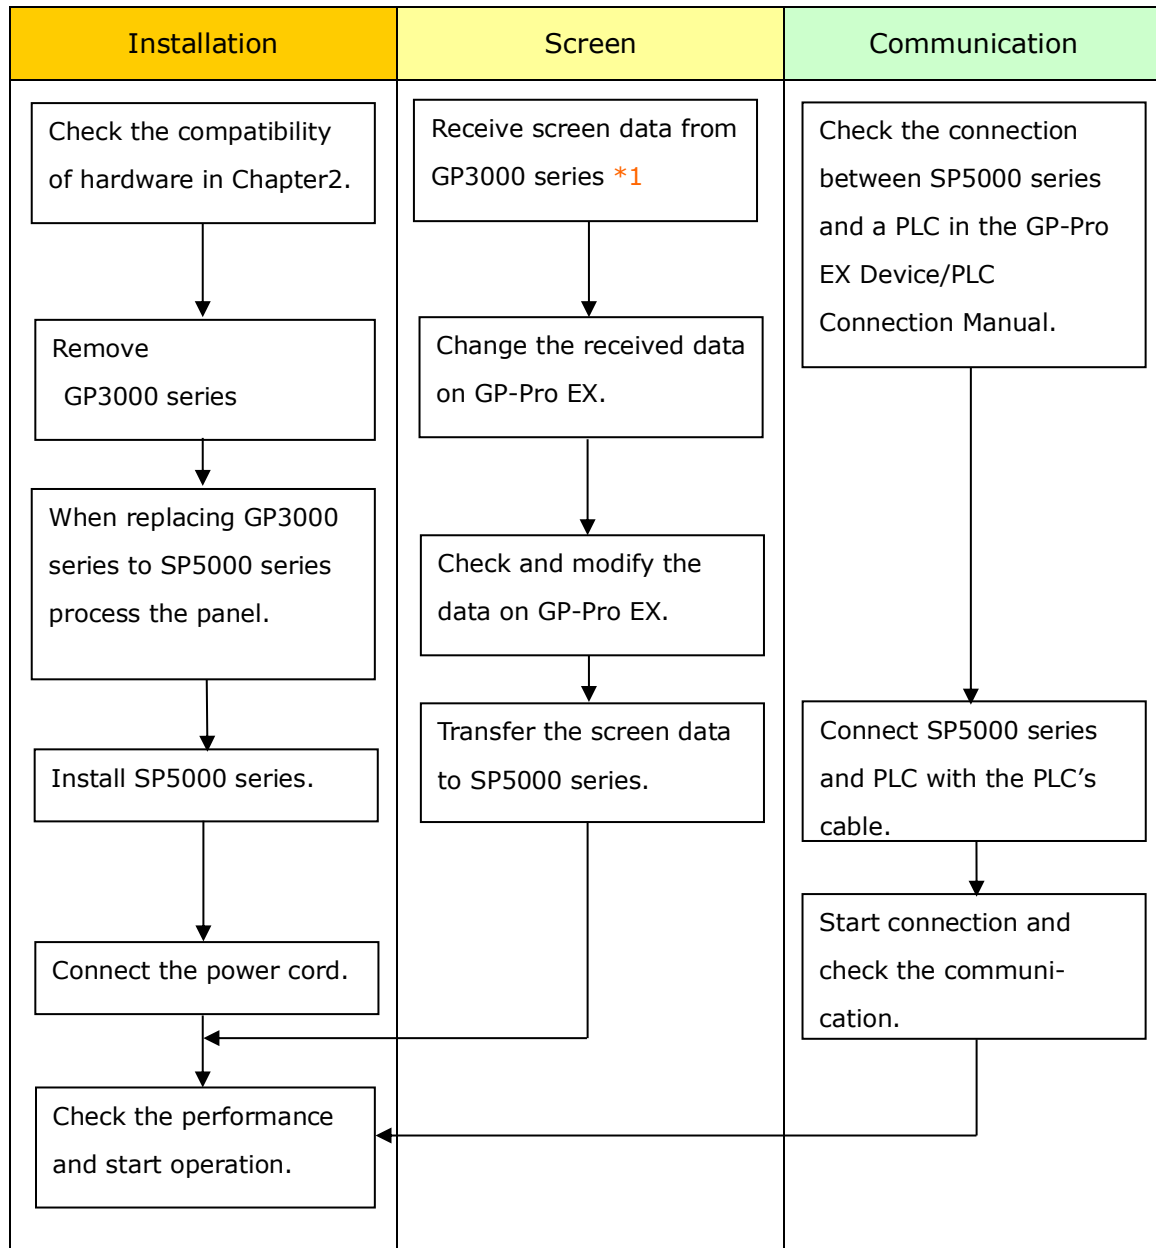 Installation
Screen
Communication
Check the compatibility
of hardware in Chapter2.
Remove
GP3000 series
When replacing GP3000
series to SP5000 series
process the panel.
Install SP5000 series.
Connect the power cord.
Check the performance
and start operation.
Receive screen data from
GP3000 series *1
Change the received data
on GP-Pro EX.
Check and modify the
data on GP-Pro EX.
Transfer the screen data
to SP5000 series.
Check the connection
between SP5000 series
and a PLC in the GP-Pro
EX Device/PLC
Connection Manual.
Connect SP5000 series
and PLC with the PLC’s
cable.
Start connection and
check the communi-
cation.